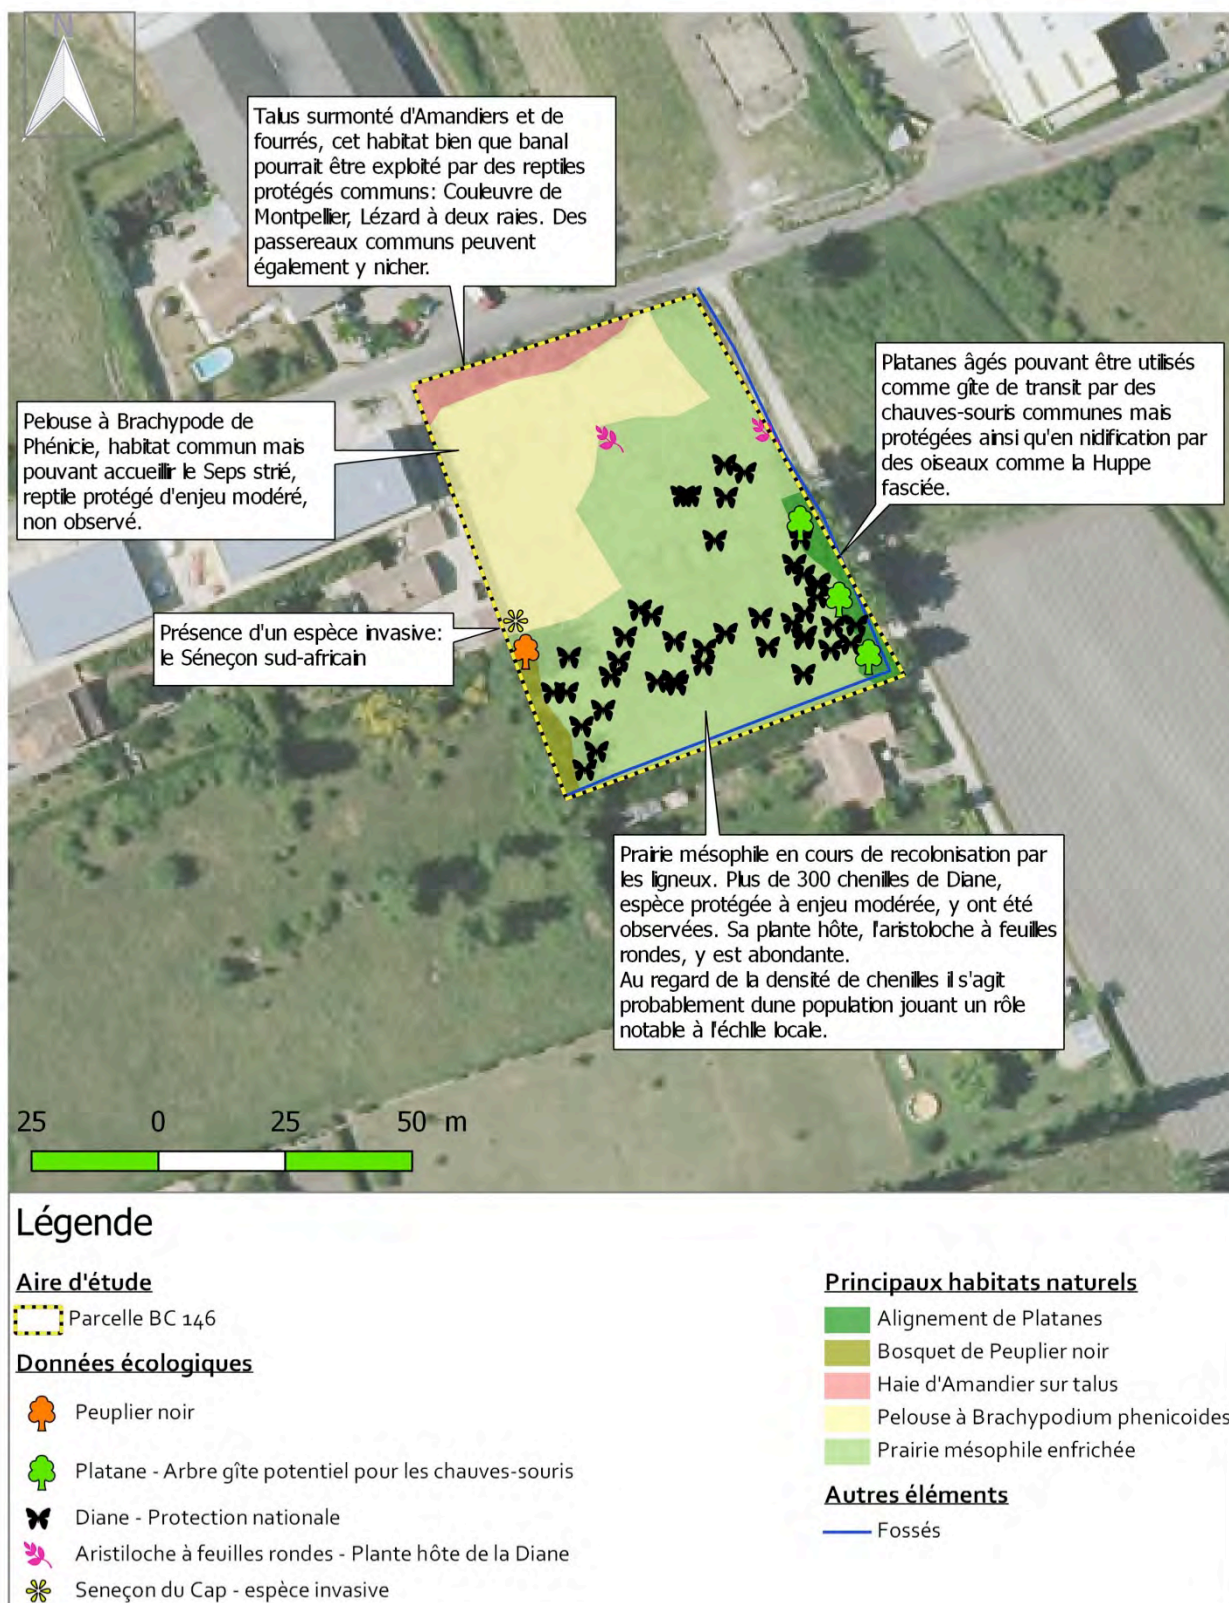 N
Talus surmonté d'Amandiers et de
fourrés, cet habitat bien que banal
pourrait être exploité par des reptiles
protégés communs: Couleuvre de
Montpellier, Lézard à deux raies. Des
passereaux communs peuvent
également y nicher.
Platanes âgés pouvant être utilisés
comme gîte de transit par des
chauves-souris communes mais
protégées ainsi qu'en nidification par
des oiseaux comme la Huppe
fasciée.
Pelouse à Brachypode de
Phénicie, habitat commun mais
pouvant accueillir le Seps strié,
reptile protégé d'enjeu modéré,
non observé.
Présence d'un espèce invasive:
le Séneçon sud-africain
Prairie mésophile en cours de recolonisation par
les ligneux. Plus de 300 chenilles de Diane,
espèce protégée à enjeu modérée, y ont été
observées. Sa plante hôte, l'aristoloche à feuilles
rondes, y est abondante.
Au regard de la densité de chenilles il s'agit
probablement dune population jouant un rôle
notable à l'échlle locale.
25 0 25 50 m
Légende
Aire d'étude
Parcelle BC 146
Données écologiques
Peuplier noir
Platane - Arbre gîte potentiel pour les chauves-souris
Diane - Protection nationale
Aristiloche à feuilles rondes - Plante hôte de la Diane
Seneçon du Cap - espèce invasive
Principaux habitats naturels
Alignement de Platanes
Bosquet de Peuplier noir
Haie d'Amandier sur talus
Pelouse à Brachypodium phenicoides
Prairie mésophile enfrichée
Autres éléments
Fossés